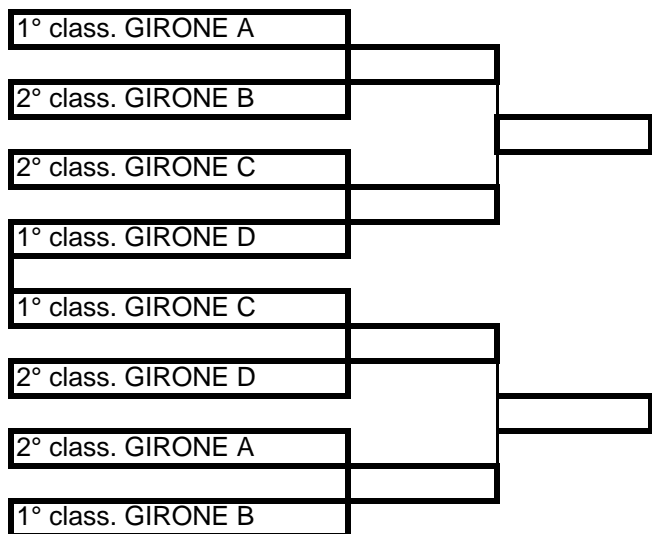 1° class. GIRONE A
2° class. GIRONE B
2° class. GIRONE C
1° class. GIRONE D
1° class. GIRONE C
2° class. GIRONE D
2° class. GIRONE A
1° class. GIRONE B